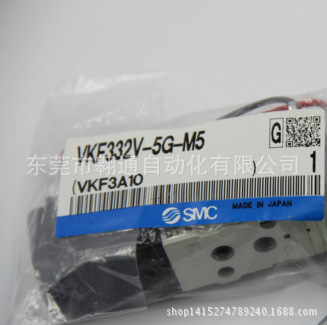 VKF332V-5G-M5
G
东莞市翱通自动化有限公司
(VKF3A10 ) 1
SMC
MADE IN JAPAN
shop1415274789240.1688.com